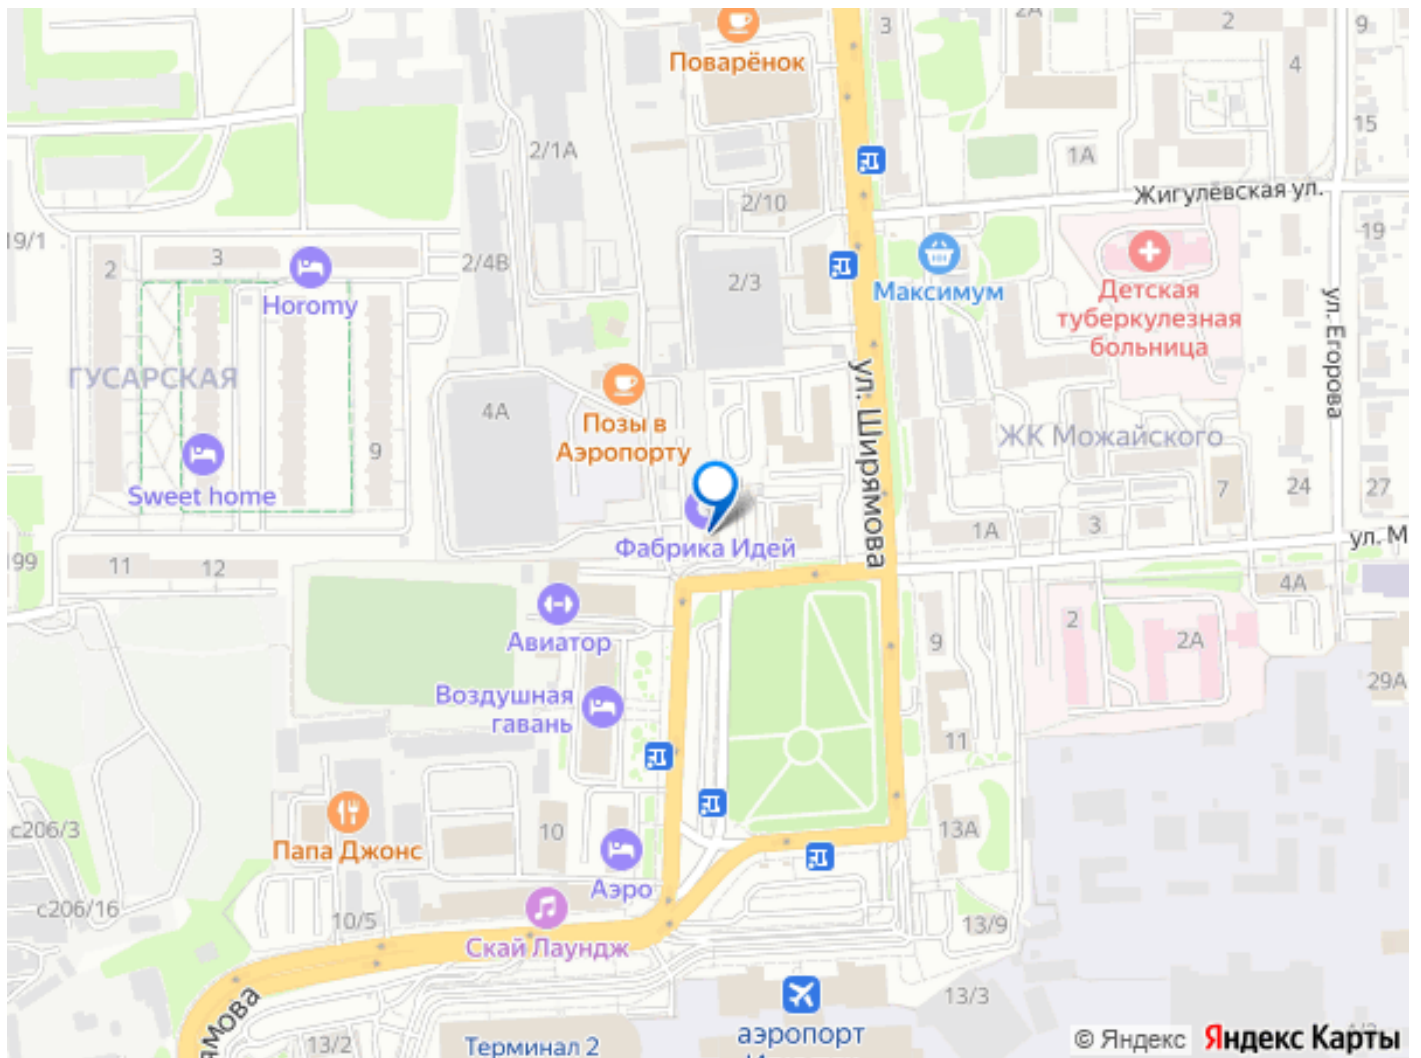 2А
2
9
3
Поварёнок
4
15
2/1А
1А
Жигулёвская ул.
2/10
19/1
19
3
2
2/4В
2/3
Horomy
Максимум
Детская
туберкулезная
больница
ул. Егорова
ГУСАРСКАЯ
ул. Ширямова
4А
Позы в
Аэропорту
ЖК Можайского
9
Sweet home
7
24
27
1А
3
ул. М
Фабрика Идей
199
11
12
4А
Авиатор
9
2
2А
29А
Воздушная
гавань
11
с206/3
10
13А
Папа Джонс
Аэро
с206/16
10/5
13/9
Скай Лаундж
13/3
рямова
13/2
Терминал 2
аэропорт
© Яндекс
Яндекс Карты